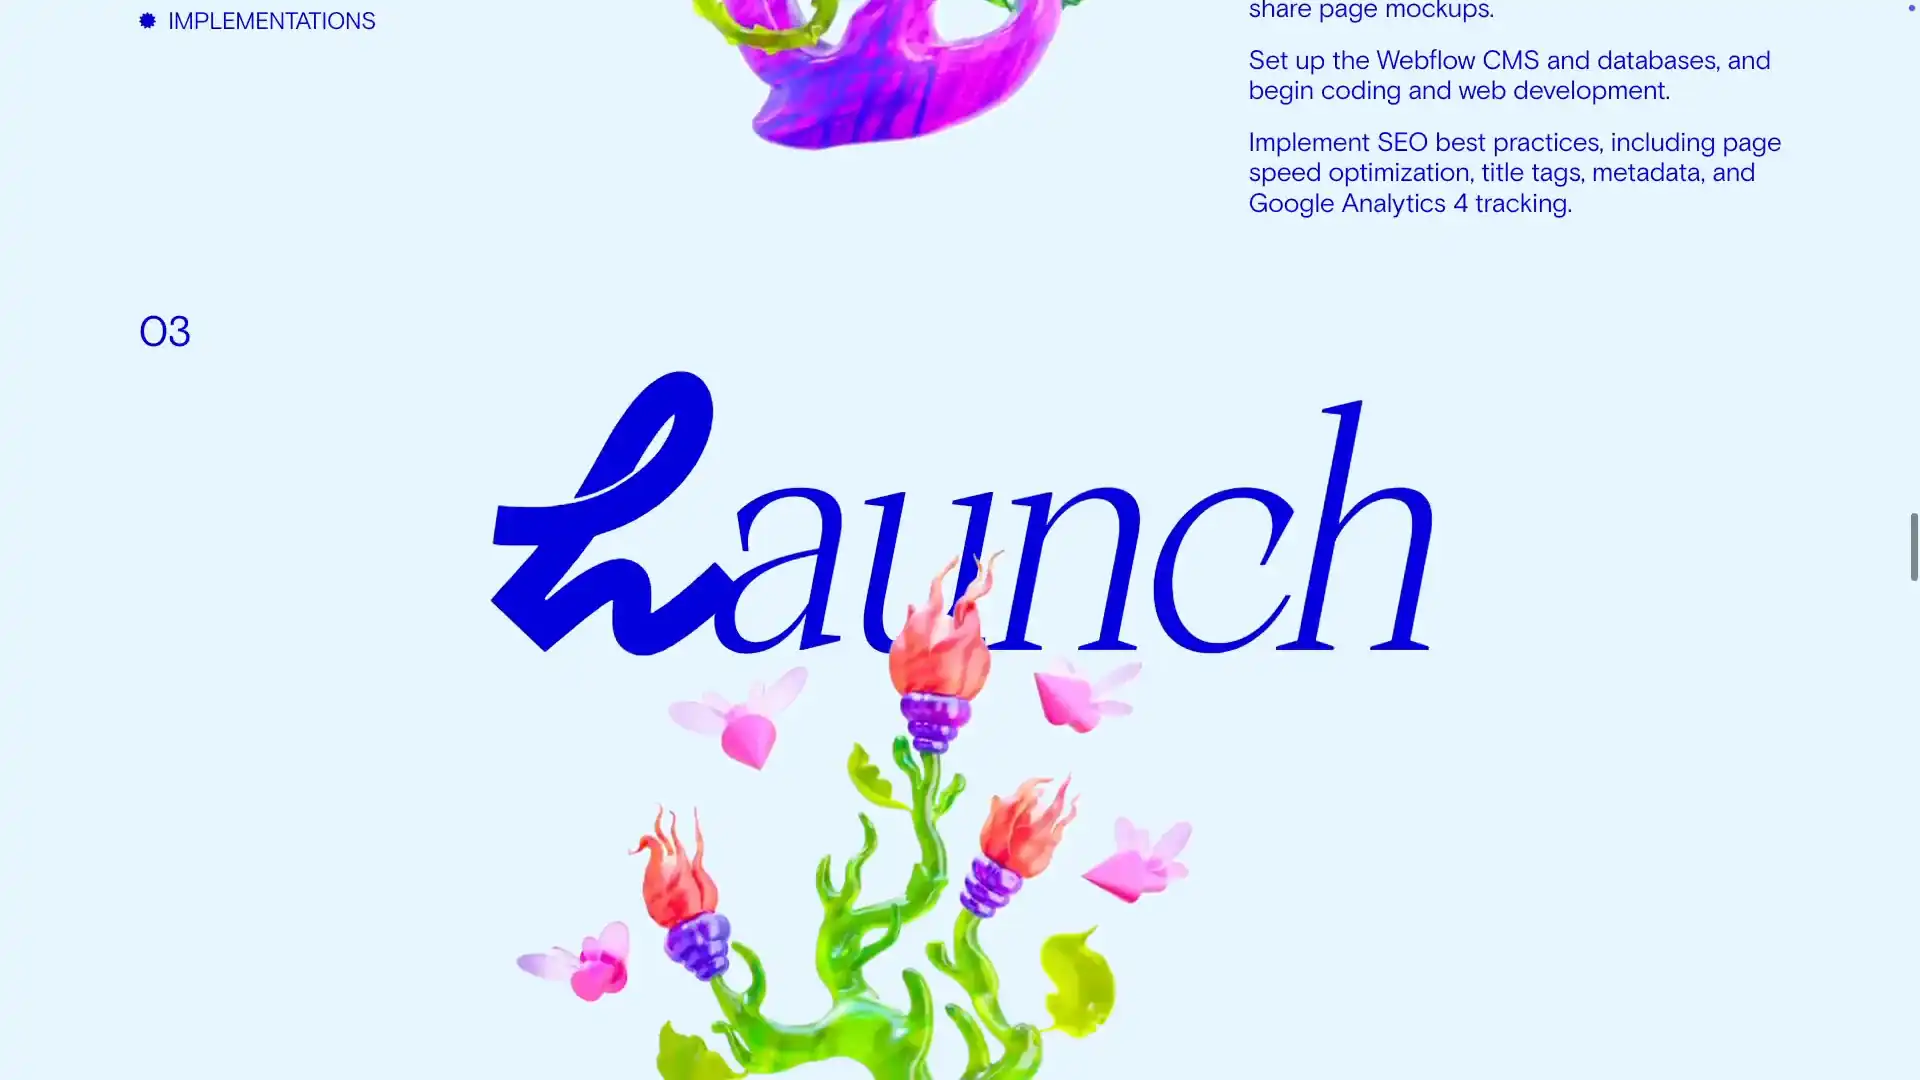 IMPLEMENTATIONS
share page mockups.
Set up the Webflow CMS and databases, and
begin coding and web development.
Implement SEO best practices, including page
speed optimization, title tags, metadata, and
Google Analytics 4 tracking.
03
Launch